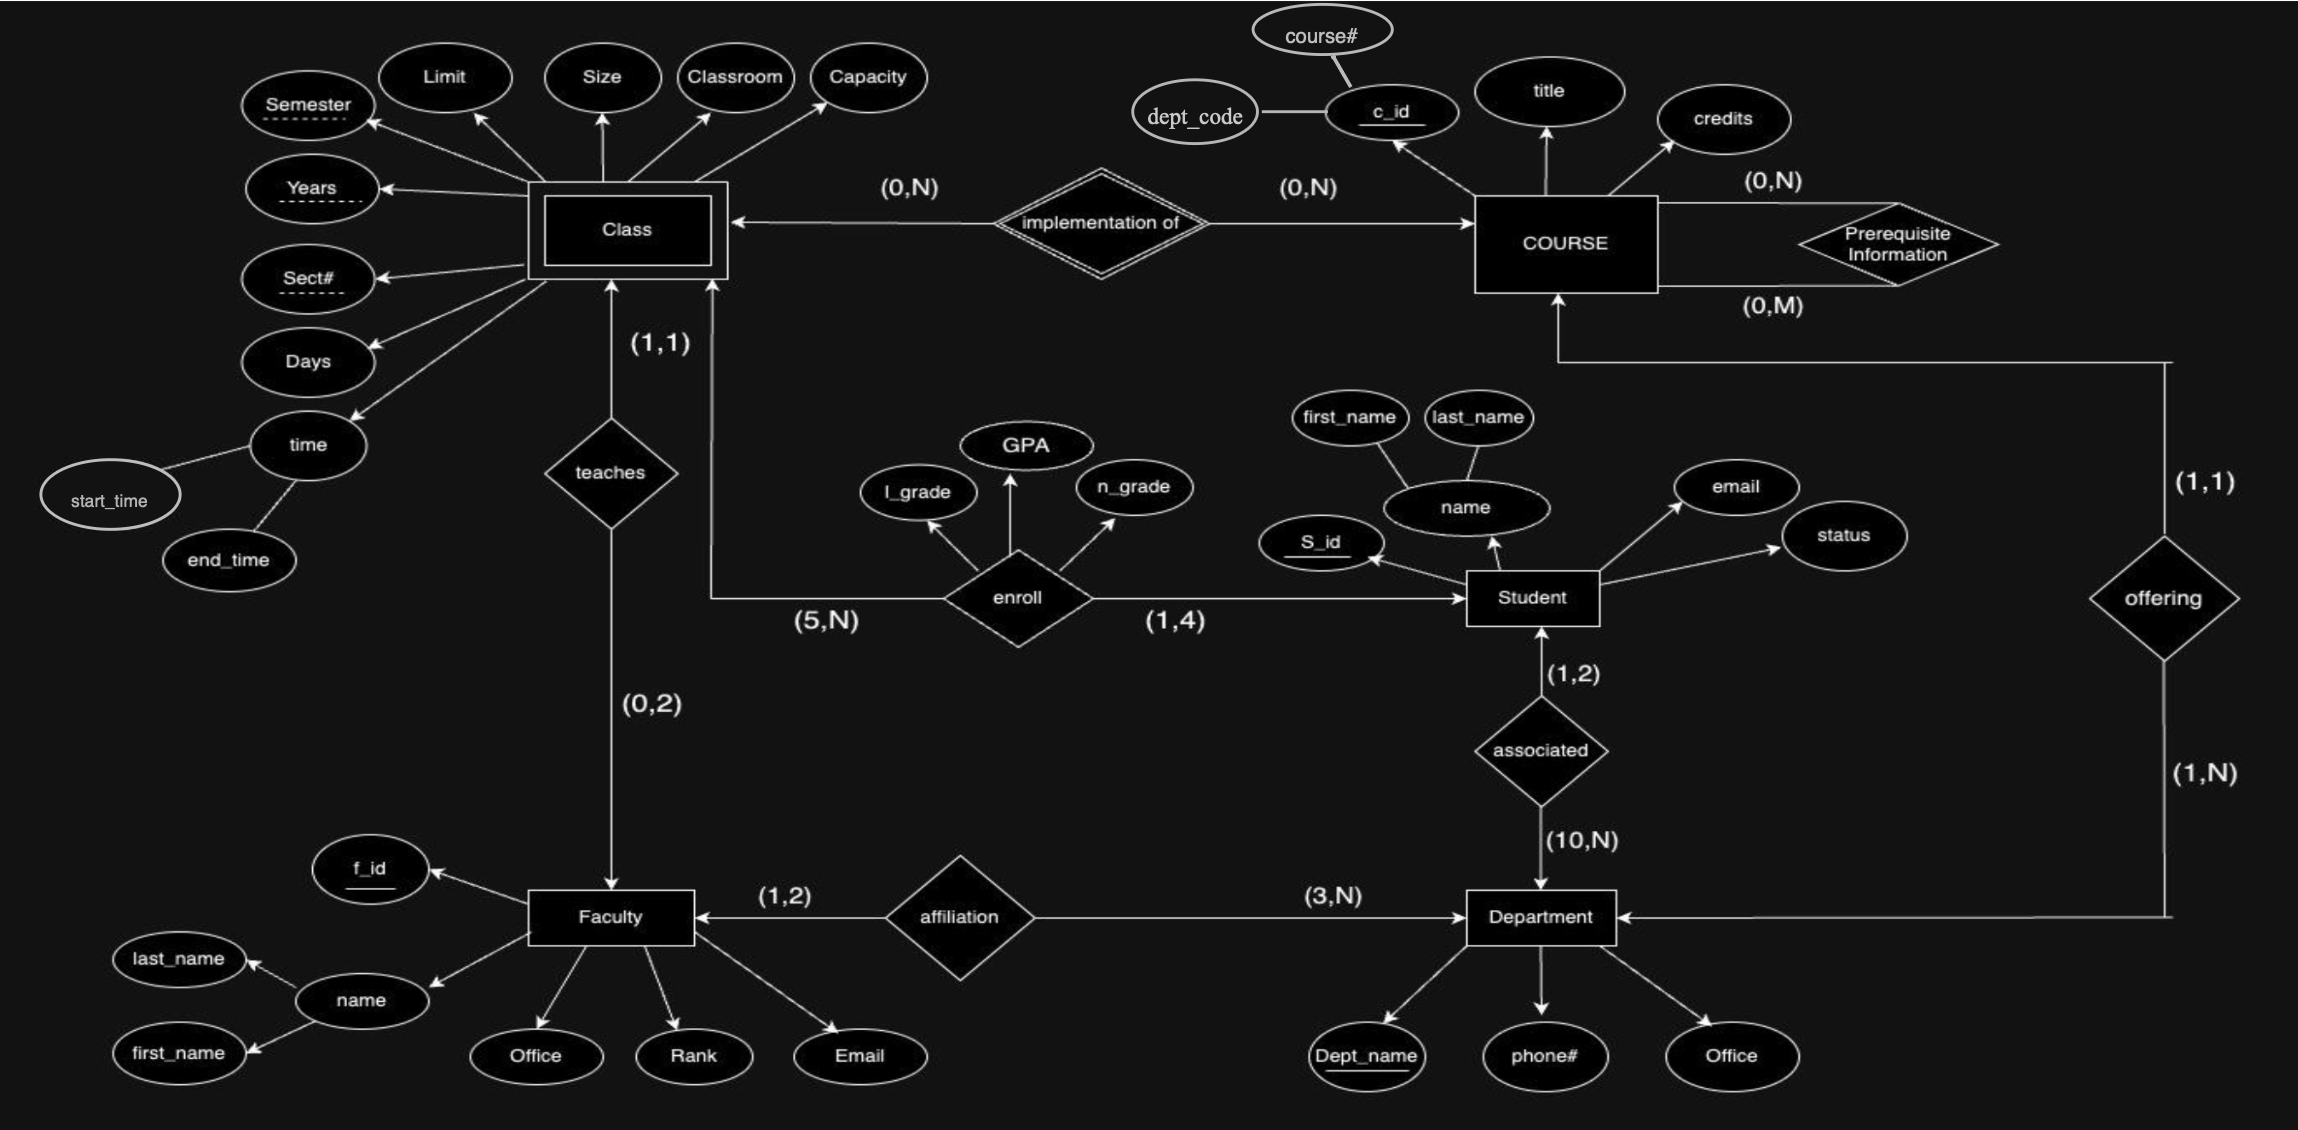 course#
Limit
Size
Classroom
Capacity
Semester
title
dept_code
c_id
credits
Years
(0,N)
(0,N)
(0,N)
Class
implementation of
COURSE
Prerequisite
Information
Sect#
(0,M)
(1,1)
Days
first_name
last_name
time
GPA
teaches
l_grade
n_grade
email
(1,1)
start_time
name
S_id
status
end_time
enroll
Student
offering
(5,N)
(1,4)
(1,2)
(0,2)
associated
(1,N)
(10,N)
f_id
(1,2)
(3,N)
Faculty
affiliation
Department
last_name
name
first_name
Office
Rank
Email
Dept_name
phone#
Office